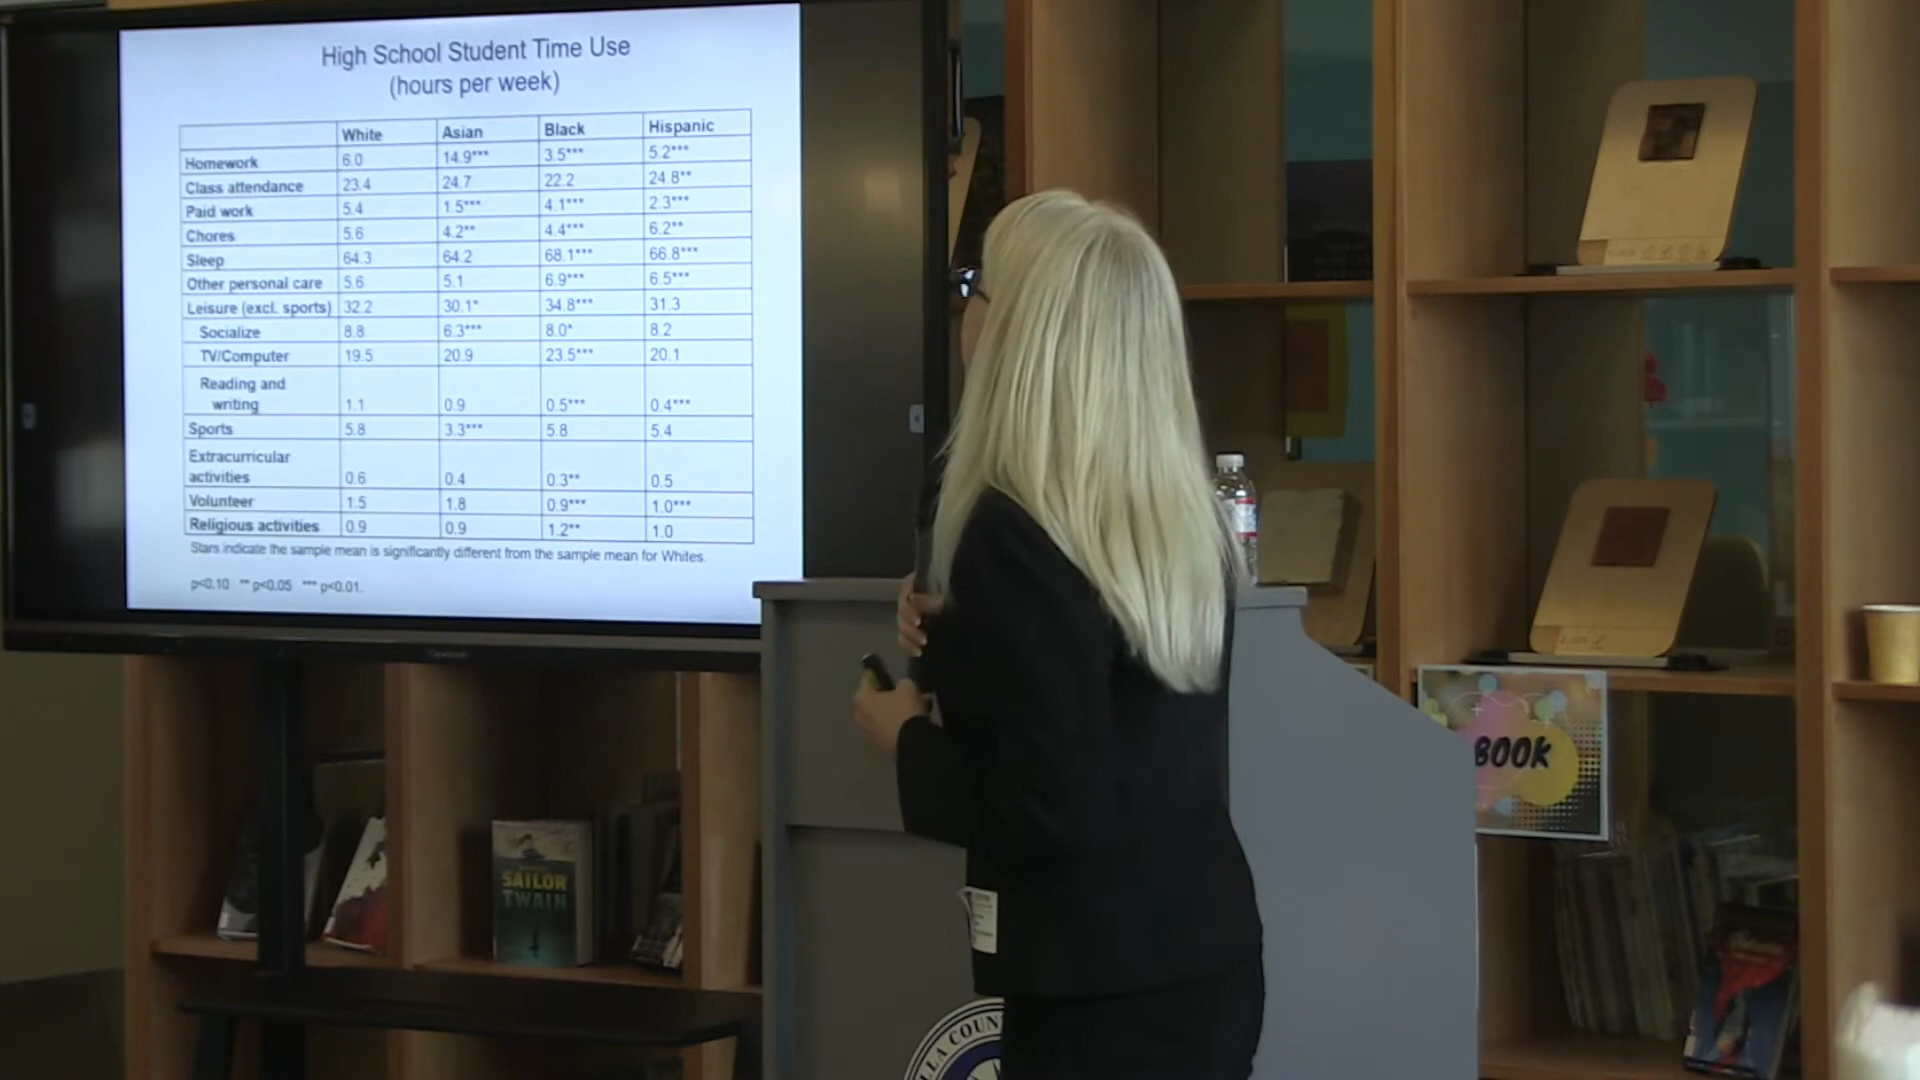 High School Student Time Use
(hours per week)
White Asian Black Hispanic
Homework 6.0 14.9*** 3.5*** 5.2***
Class attendance 23.4 24.7 22.2 24.8**
Paid work 5.4 1.5*** 4.1*** 2.3***
Chores 5.6 4.2** 4.4*** 6.2**
Sleep 64.3 64.2 68.1*** 66.8***
Other personal care 5.6 5.1 6.9*** 6.5***
Leisure (excl. sports) 32.2 30.1* 34.8*** 31.3
Socialize 8.8 6.3*** 8.0* 8.2
TV/Computer 19.5 20.9 23.5*** 20.1
Reading and
writing 1.1 0.9 0.5*** 0.4***
Sports 5.8 3.3*** 5.8 5.4
Extracurricular
activities 0.6 0.4 0.3** 0.5
Volunteer 1.5 1.8 0.9*** 1.0***
Religious activities 0.9 0.9 1.2** 1.0
Stars indicate the sample mean is significantly different from the sample mean for Whites.
p<0.10 ** p<0.05 *** p<0.01.
ViewSonic
SAILOR
TWAIN
BOOK
LLA COUN